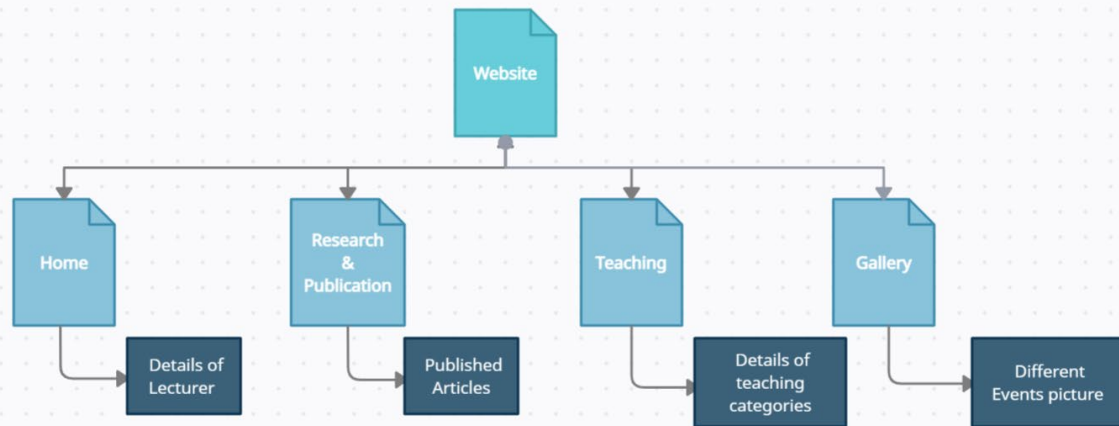 Website
Home
Research
&
Publication
Teaching
Gallery
Details of
Lecturer
Published
Articles
Details of
teaching
categories
Different
Events picture